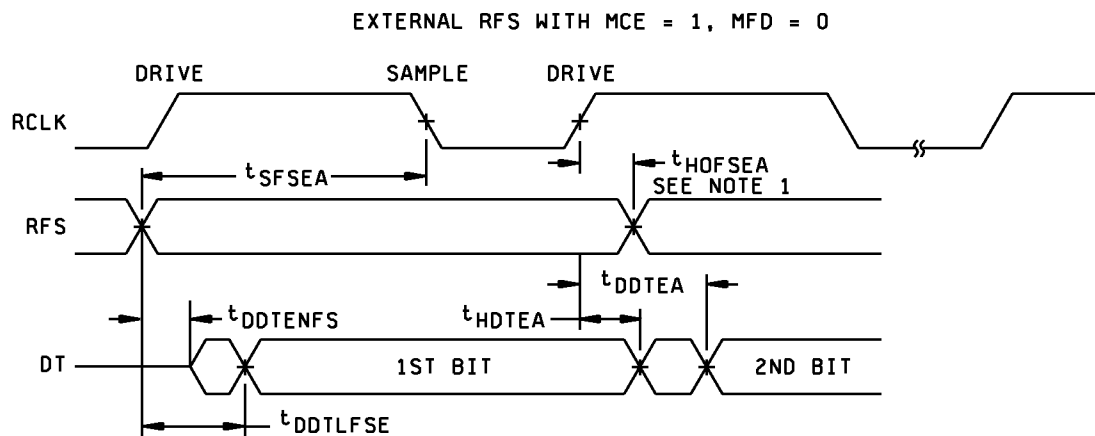 EXTERNAL RFS WITH MCE = 1, MFD = 0
DRIVE SAMPLE DRIVE
RCLK
tSFSEA tHOFSEA
SEE NOTE 1
RFS
tDDTEA
tDDTENFS tHDTEA
DT 1ST BIT 2ND BIT
tDDTLFSE